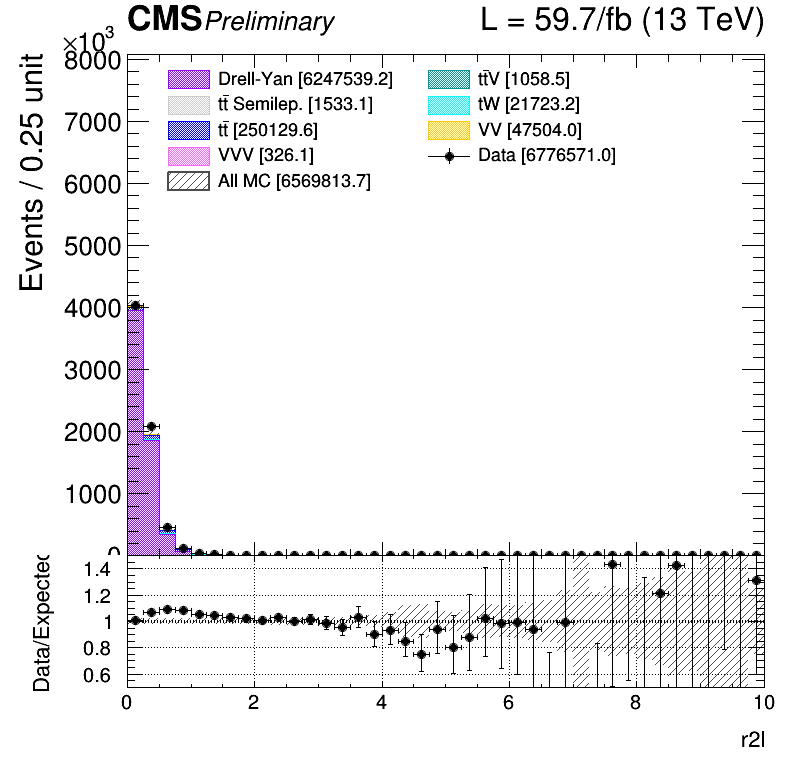 CMS Preliminary L = 59.7/fb (13 TeV)
×10³
Events / 0.25 unit
8000
7000
6000
5000
4000
3000
2000
1000
0
Drell-Yan [6247539.2]
tt̄ Semilep. [1533.1]
tt̄ [250129.6]
VVV [326.1]
All MC [6569813.7]
tt̄V [1058.5]
tW [21723.2]
VV [47504.0]
Data [6776571.0]
Data/Expected
1.4
1.2
1
0.8
0.6
0 2 4 6 8 10
r2l